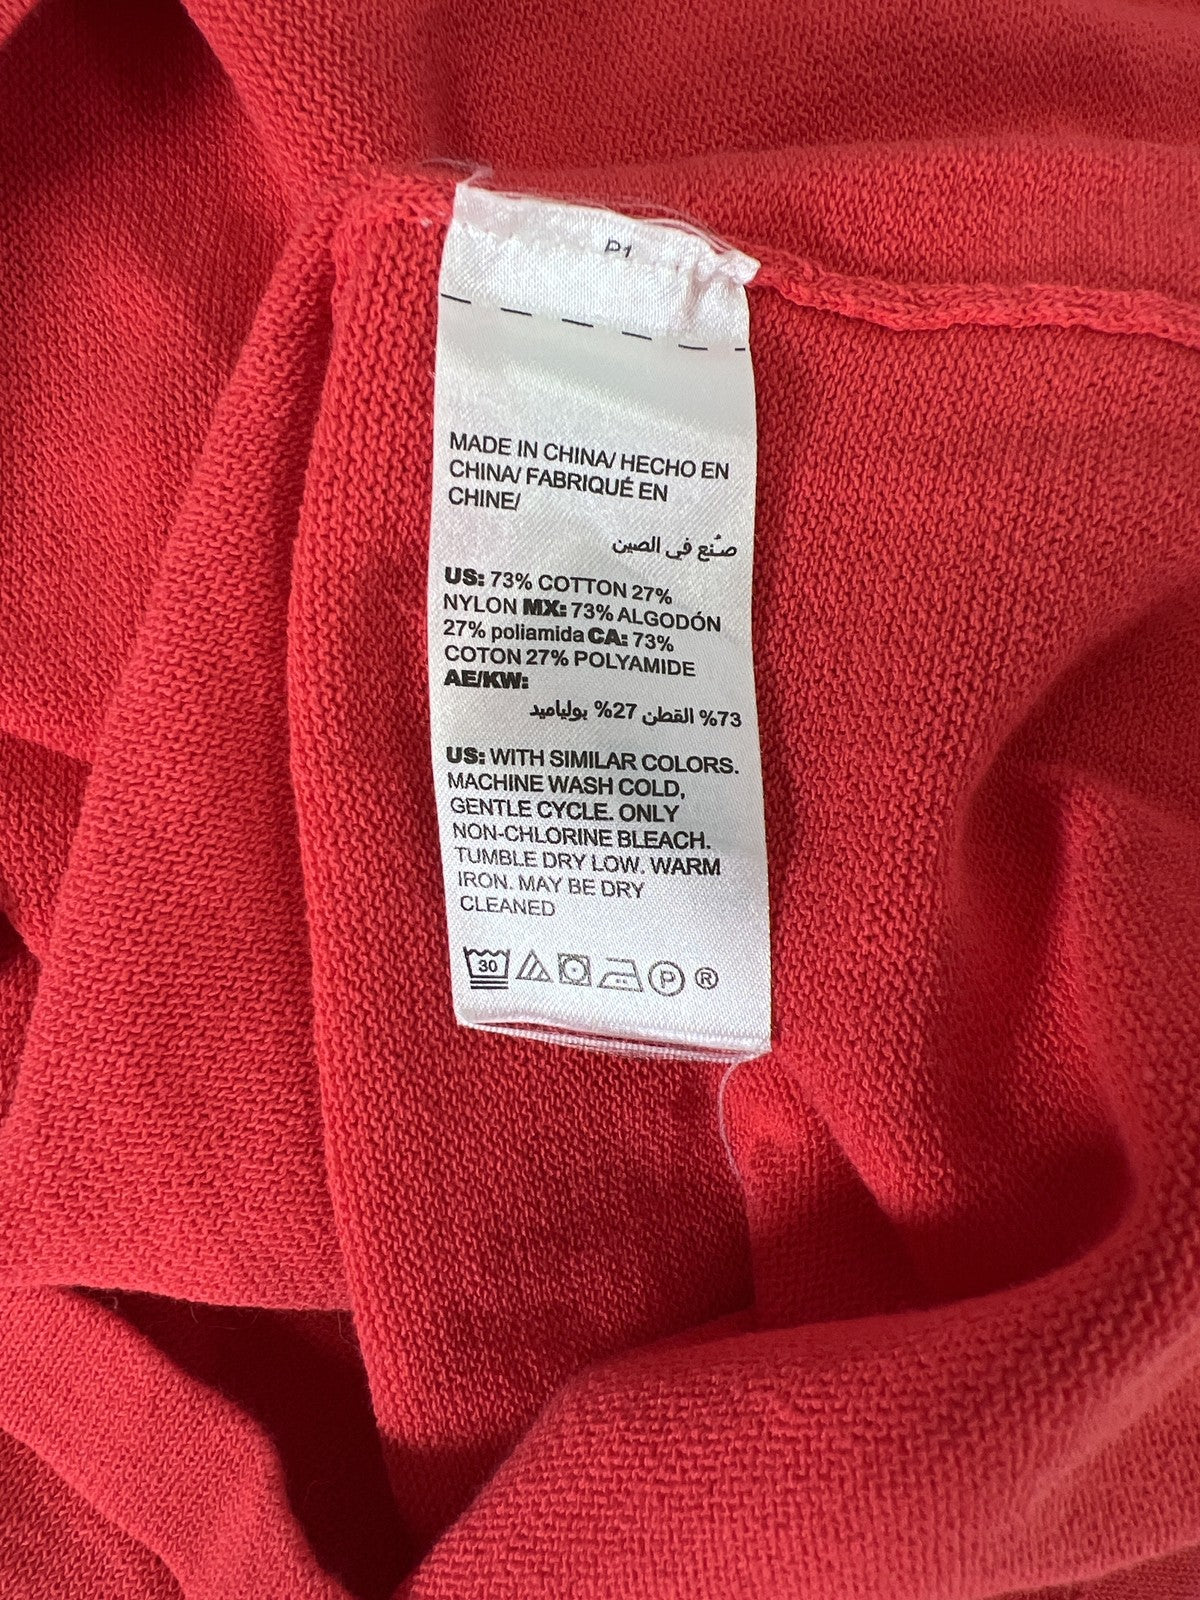 P1
MADE IN CHINA/ HECHO EN
CHINA/ FABRIQUÉ EN
CHINE/
صُنع في الصين
US: 73% COTTON 27%
NYLON MX: 73% ALGODÓN
27% poliamida CA: 73%
COTON 27% POLYAMIDE
AE/KW:
73% القطن 27% بولياميد
US: WITH SIMILAR COLORS.
MACHINE WASH COLD,
GENTLE CYCLE. ONLY
NON-CHLORINE BLEACH.
TUMBLE DRY LOW. WARM
IRON. MAY BE DRY
CLEANED
30 P ®